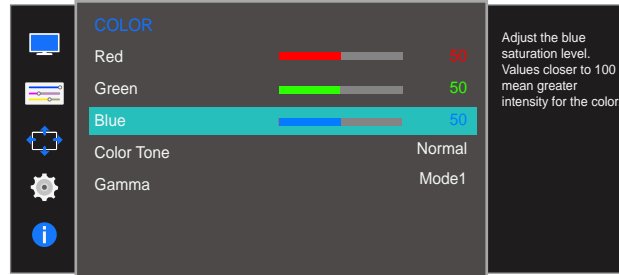 COLOR
Red 50
Green 50
Blue 50
Color Tone Normal
Gamma Mode1
Adjust the blue
saturation level.
Values closer to 100
mean greater
intensity for the color
i